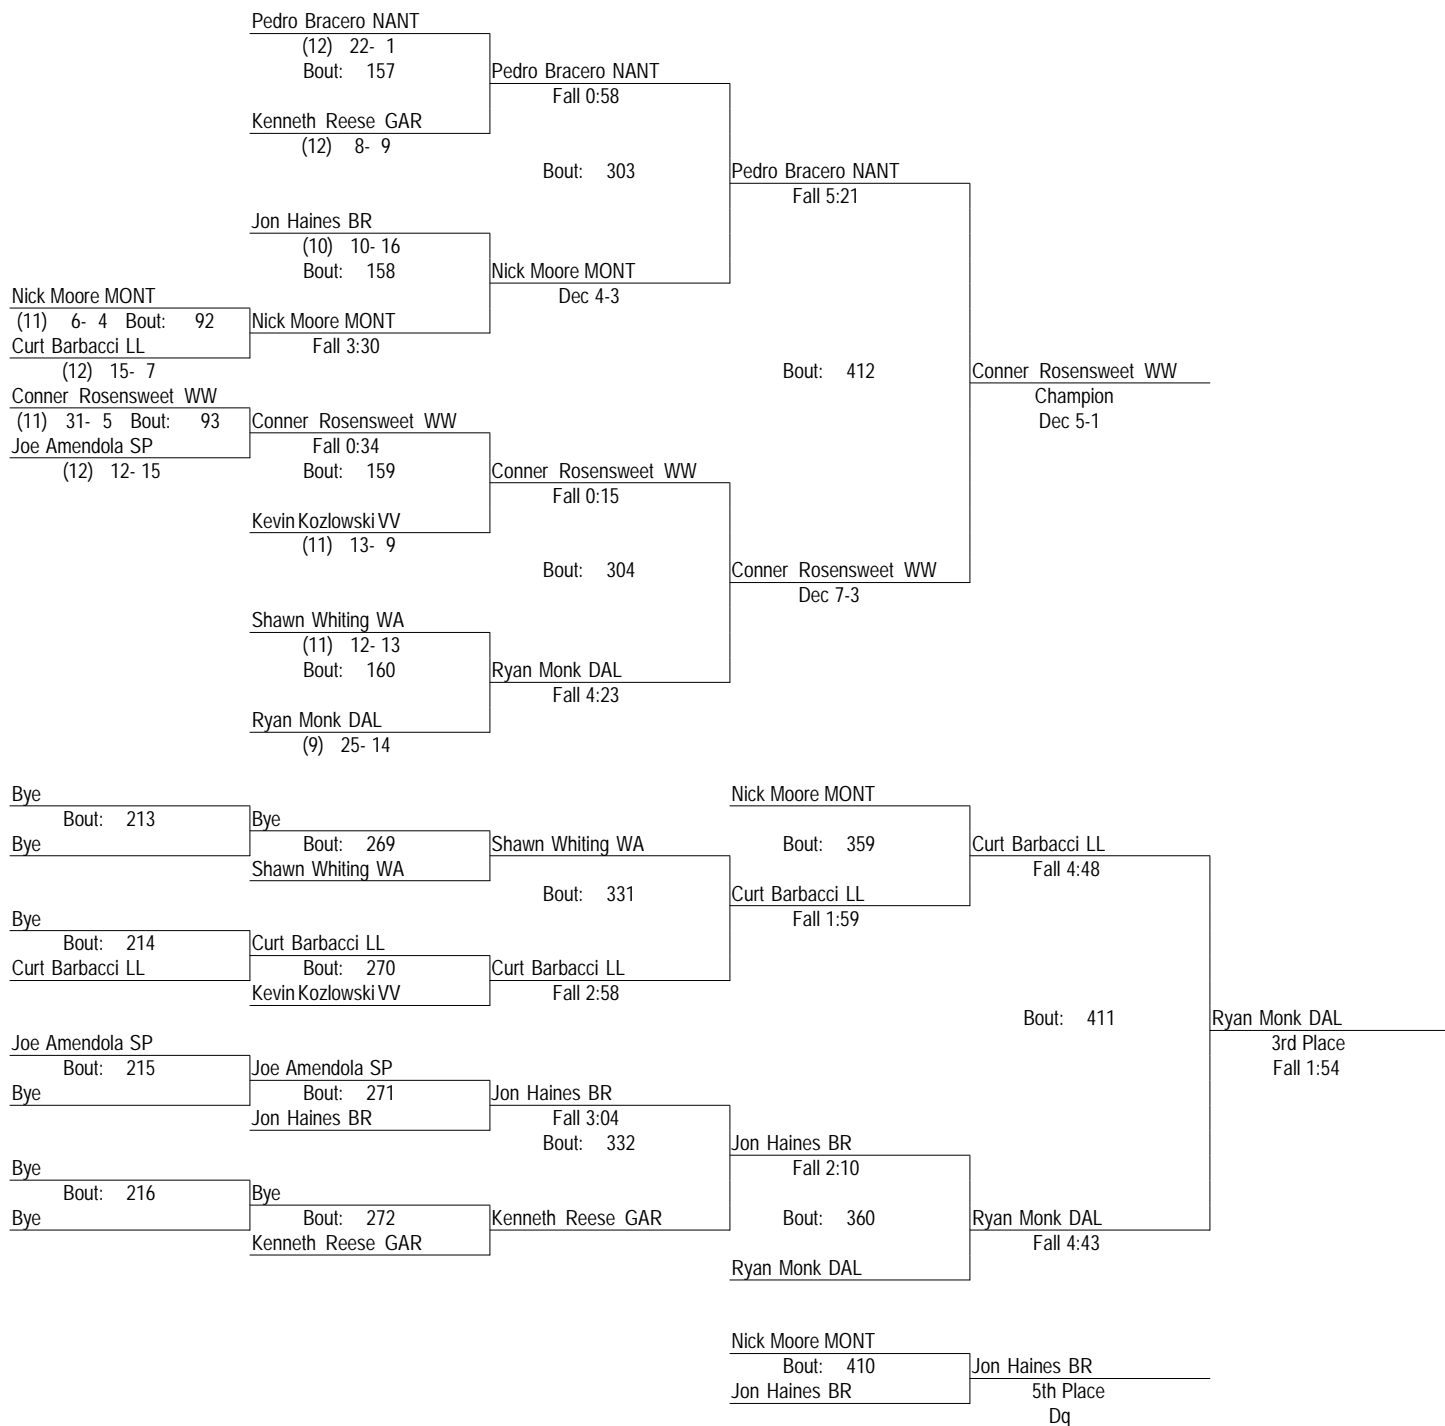 Pedro Bracero NANT
(12) 22- 1
Bout: 157
Pedro Bracero NANT
Fall 0:58
Kenneth Reese GAR
(12) 8- 9
Bout: 303
Pedro Bracero NANT
Fall 5:21
Jon Haines BR
(10) 10- 16
Bout: 158
Nick Moore MONT
Dec 4-3
Nick Moore MONT
(11) 6- 4 Bout: 92
Nick Moore MONT
Curt Barbacci LL
Fall 3:30
(12) 15- 7
Bout: 412
Conner Rosensweet WW
Champion
Dec 5-1
Conner Rosensweet WW
(11) 31- 5 Bout: 93
Conner Rosensweet WW
Joe Amendola SP
Fall 0:34
(12) 12- 15
Bout: 159
Conner Rosensweet WW
Fall 0:15
Kevin Kozlowski VV
(11) 13- 9
Bout: 304
Conner Rosensweet WW
Dec 7-3
Shawn Whiting WA
(11) 12- 13
Bout: 160
Ryan Monk DAL
Fall 4:23
Ryan Monk DAL
(9) 25- 14
Bye
Nick Moore MONT
Bout: 213
Bye
Bye
Bout: 269
Shawn Whiting WA
Bout: 359
Curt Barbacci LL
Shawn Whiting WA
Fall 4:48
Bout: 331
Curt Barbacci LL
Bye
Fall 1:59
Bout: 214
Curt Barbacci LL
Curt Barbacci LL
Bout: 270
Curt Barbacci LL
Kevin Kozlowski VV
Fall 2:58
Bout: 411
Ryan Monk DAL
3rd Place
Fall 1:54
Joe Amendola SP
Bout: 215
Joe Amendola SP
Bye
Bout: 271
Jon Haines BR
Jon Haines BR
Fall 3:04
Bout: 332
Jon Haines BR
Bye
Fall 2:10
Bout: 216
Bye
Bye
Bout: 272
Kenneth Reese GAR
Bout: 360
Ryan Monk DAL
Kenneth Reese GAR
Fall 4:43
Ryan Monk DAL
Nick Moore MONT
Bout: 410
Jon Haines BR
Jon Haines BR
5th Place
Dq